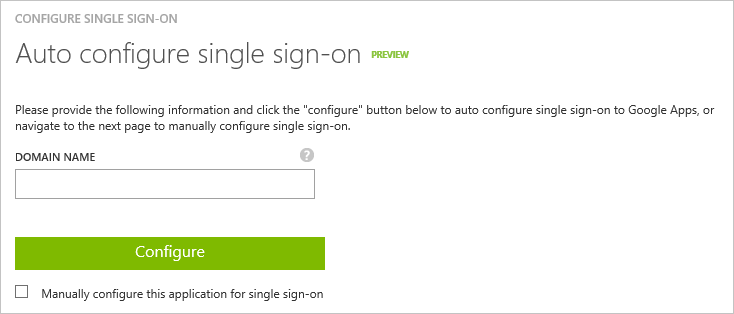 CONFIGURE SINGLE SIGN-ON
Auto configure single sign-on PREVIEW
Please provide the following information and click the "configure" button below to auto configure single sign-on to Google Apps, or
navigate to the next page to manually configure single sign-on.
DOMAIN NAME ?
Configure
Manually configure this application for single sign-on